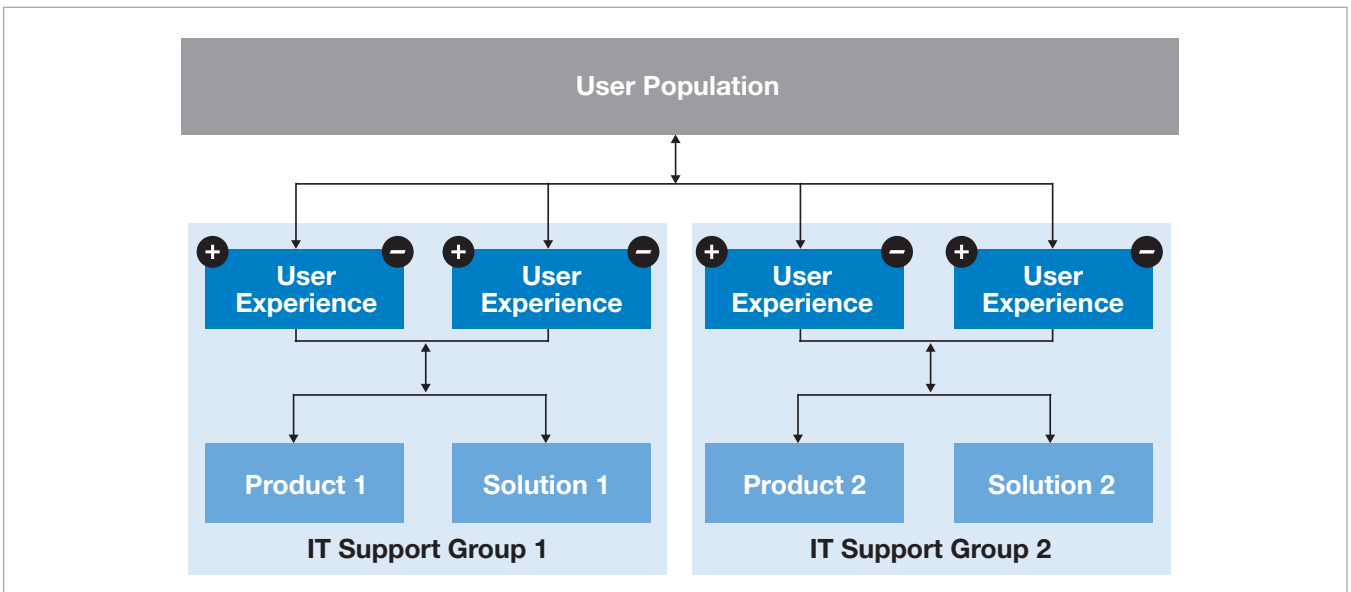 User Population
+
−
+
−
+
−
+
−
User
Experience
User
Experience
User
Experience
User
Experience
Product 1
Solution 1
Product 2
Solution 2
IT Support Group 1
IT Support Group 2